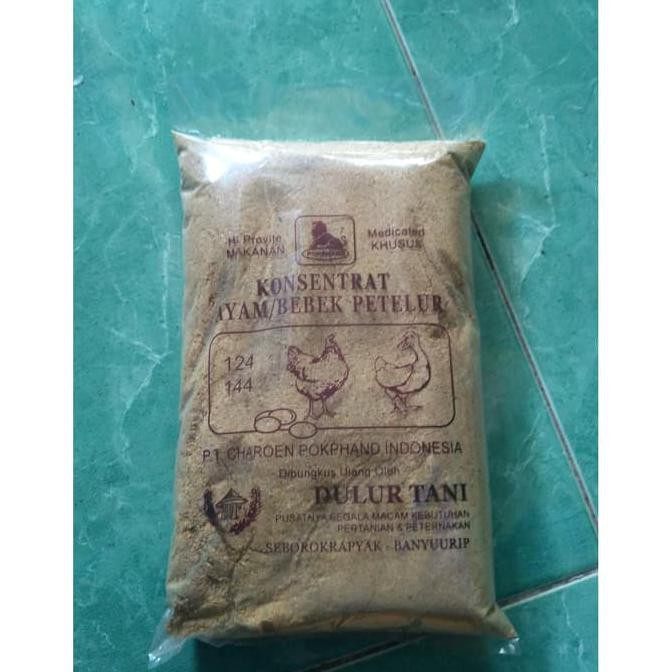 Hi Provite
MAKANAN
Medicated
KHUSUS
KONSENTRAT
AYAM/BEBEK PETELUR
124
144
PT. CHAROEN POKPHAND INDONESIA
Dibungkus Ulang Oleh
DULUR TANI
PUSATNYA SEGALA MACAM KEBUTUHAN
PERTANIAN & PETERNAKAN
SEBOROKRAPYAK - BANYUURIP